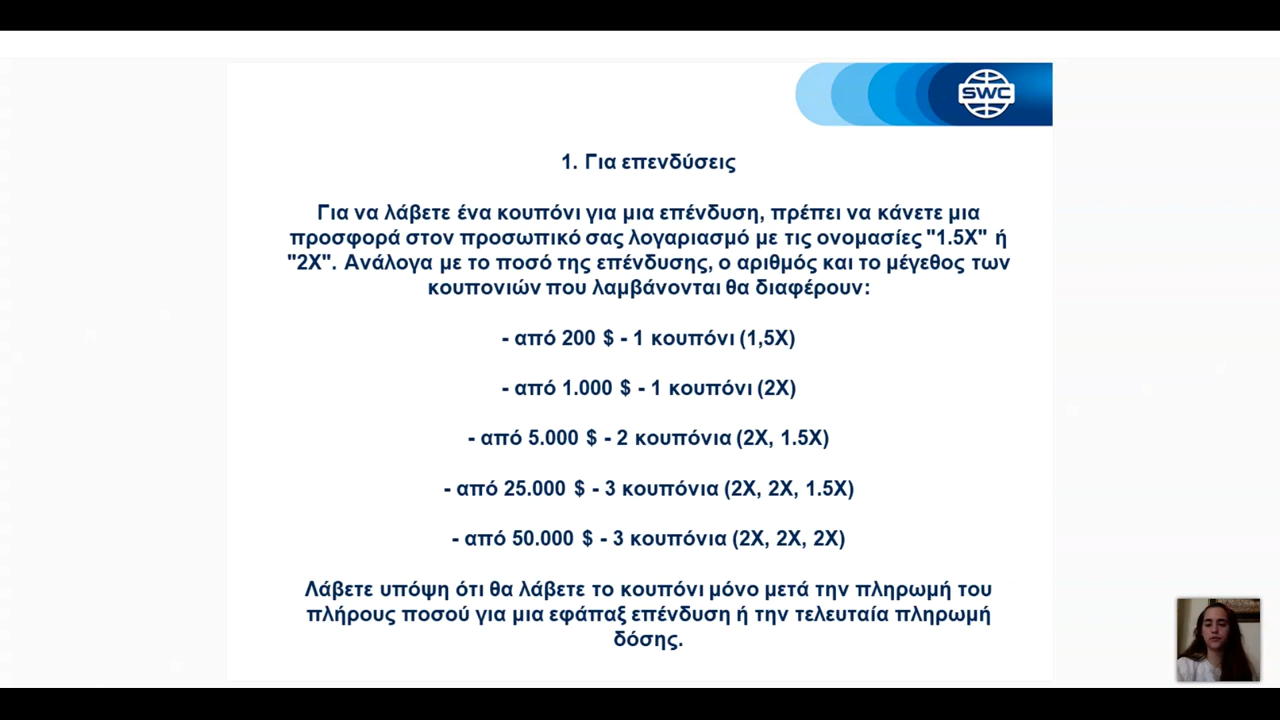 SWC
1. Για επενδύσεις
Για να λάβετε ένα κουπόνι για μια επένδυση, πρέπει να κάνετε μια
προσφορά στον προσωπικό σας λογαριασμό με τις ονομασίες "1.5X" ή
"2X". Ανάλογα με το ποσό της επένδυσης, ο αριθμός και το μέγεθος των
κουπονιών που λαμβάνονται θα διαφέρουν:
- από 200 $ - 1 κουπόνι (1,5X)
- από 1.000 $ - 1 κουπόνι (2X)
- από 5.000 $ - 2 κουπόνια (2X, 1.5X)
- από 25.000 $ - 3 κουπόνια (2X, 2X, 1.5X)
- από 50.000 $ - 3 κουπόνια (2X, 2X, 2X)
Λάβετε υπόψη ότι θα λάβετε το κουπόνι μόνο μετά την πληρωμή του
πλήρους ποσού για μια εφάπαξ επένδυση ή την τελευταία πληρωμή
δόσης.